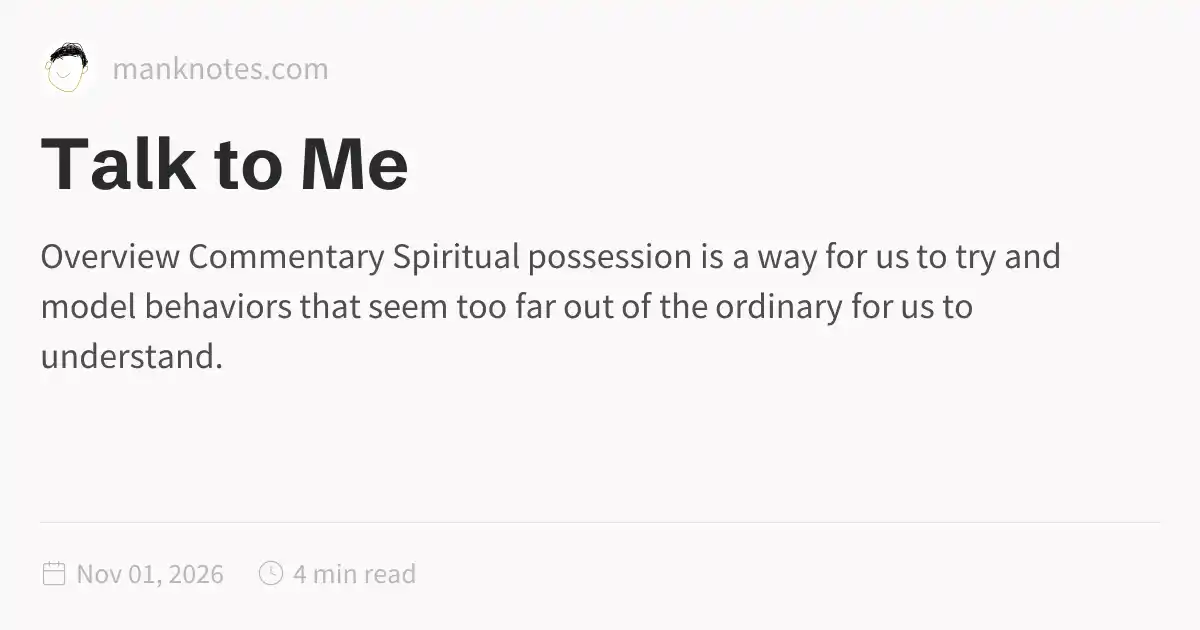 manknotes.com
Talk to Me
Overview Commentary Spiritual possession is a way for us to try and
model behaviors that seem too far out of the ordinary for us to
understand.
Nov 01, 2026 4 min read